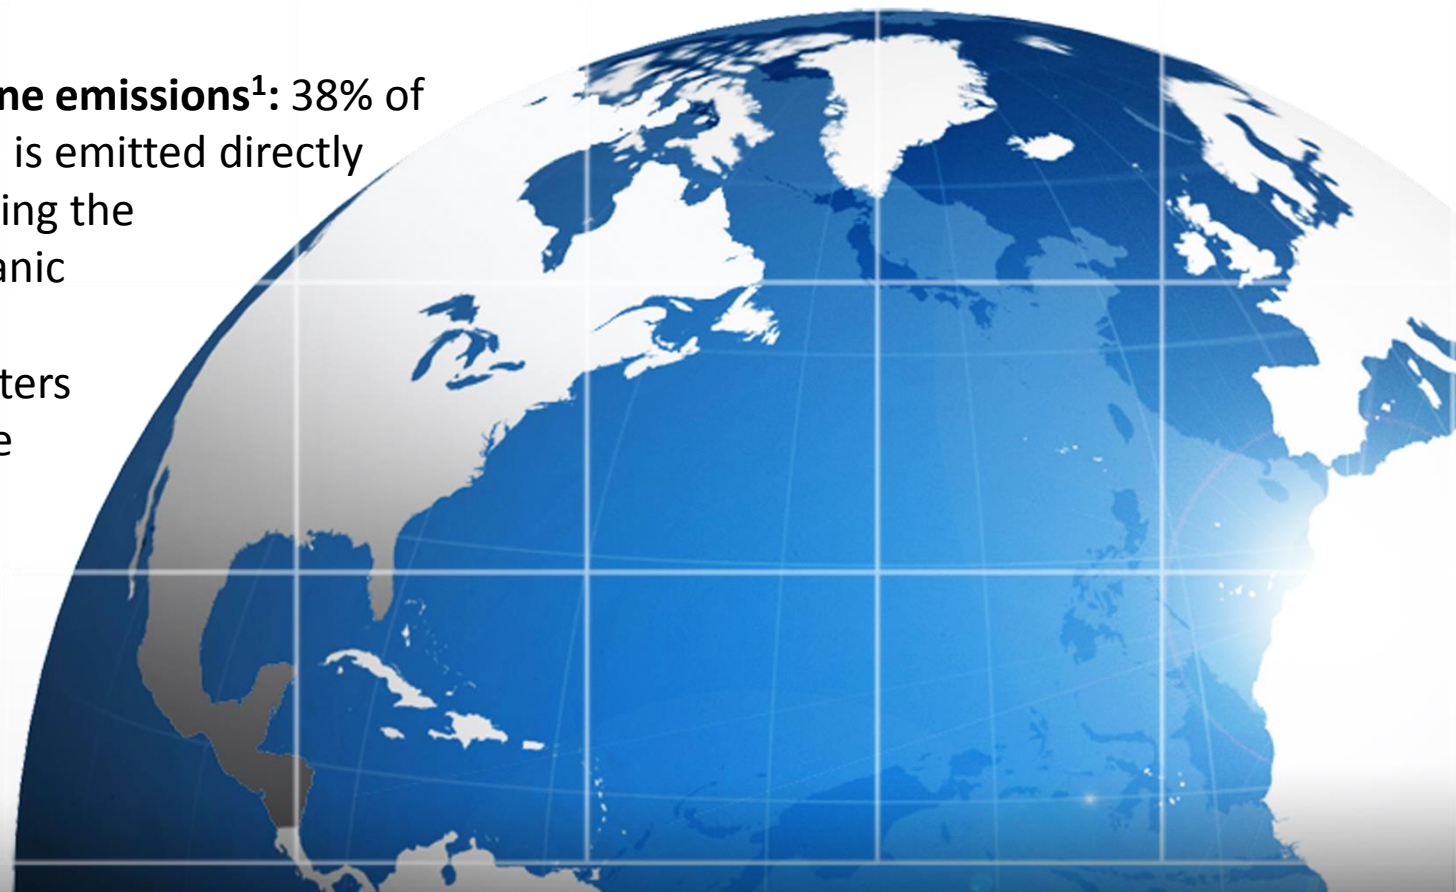 ne emissions¹: 38% of
is emitted directly
ing the
anic
ters
e